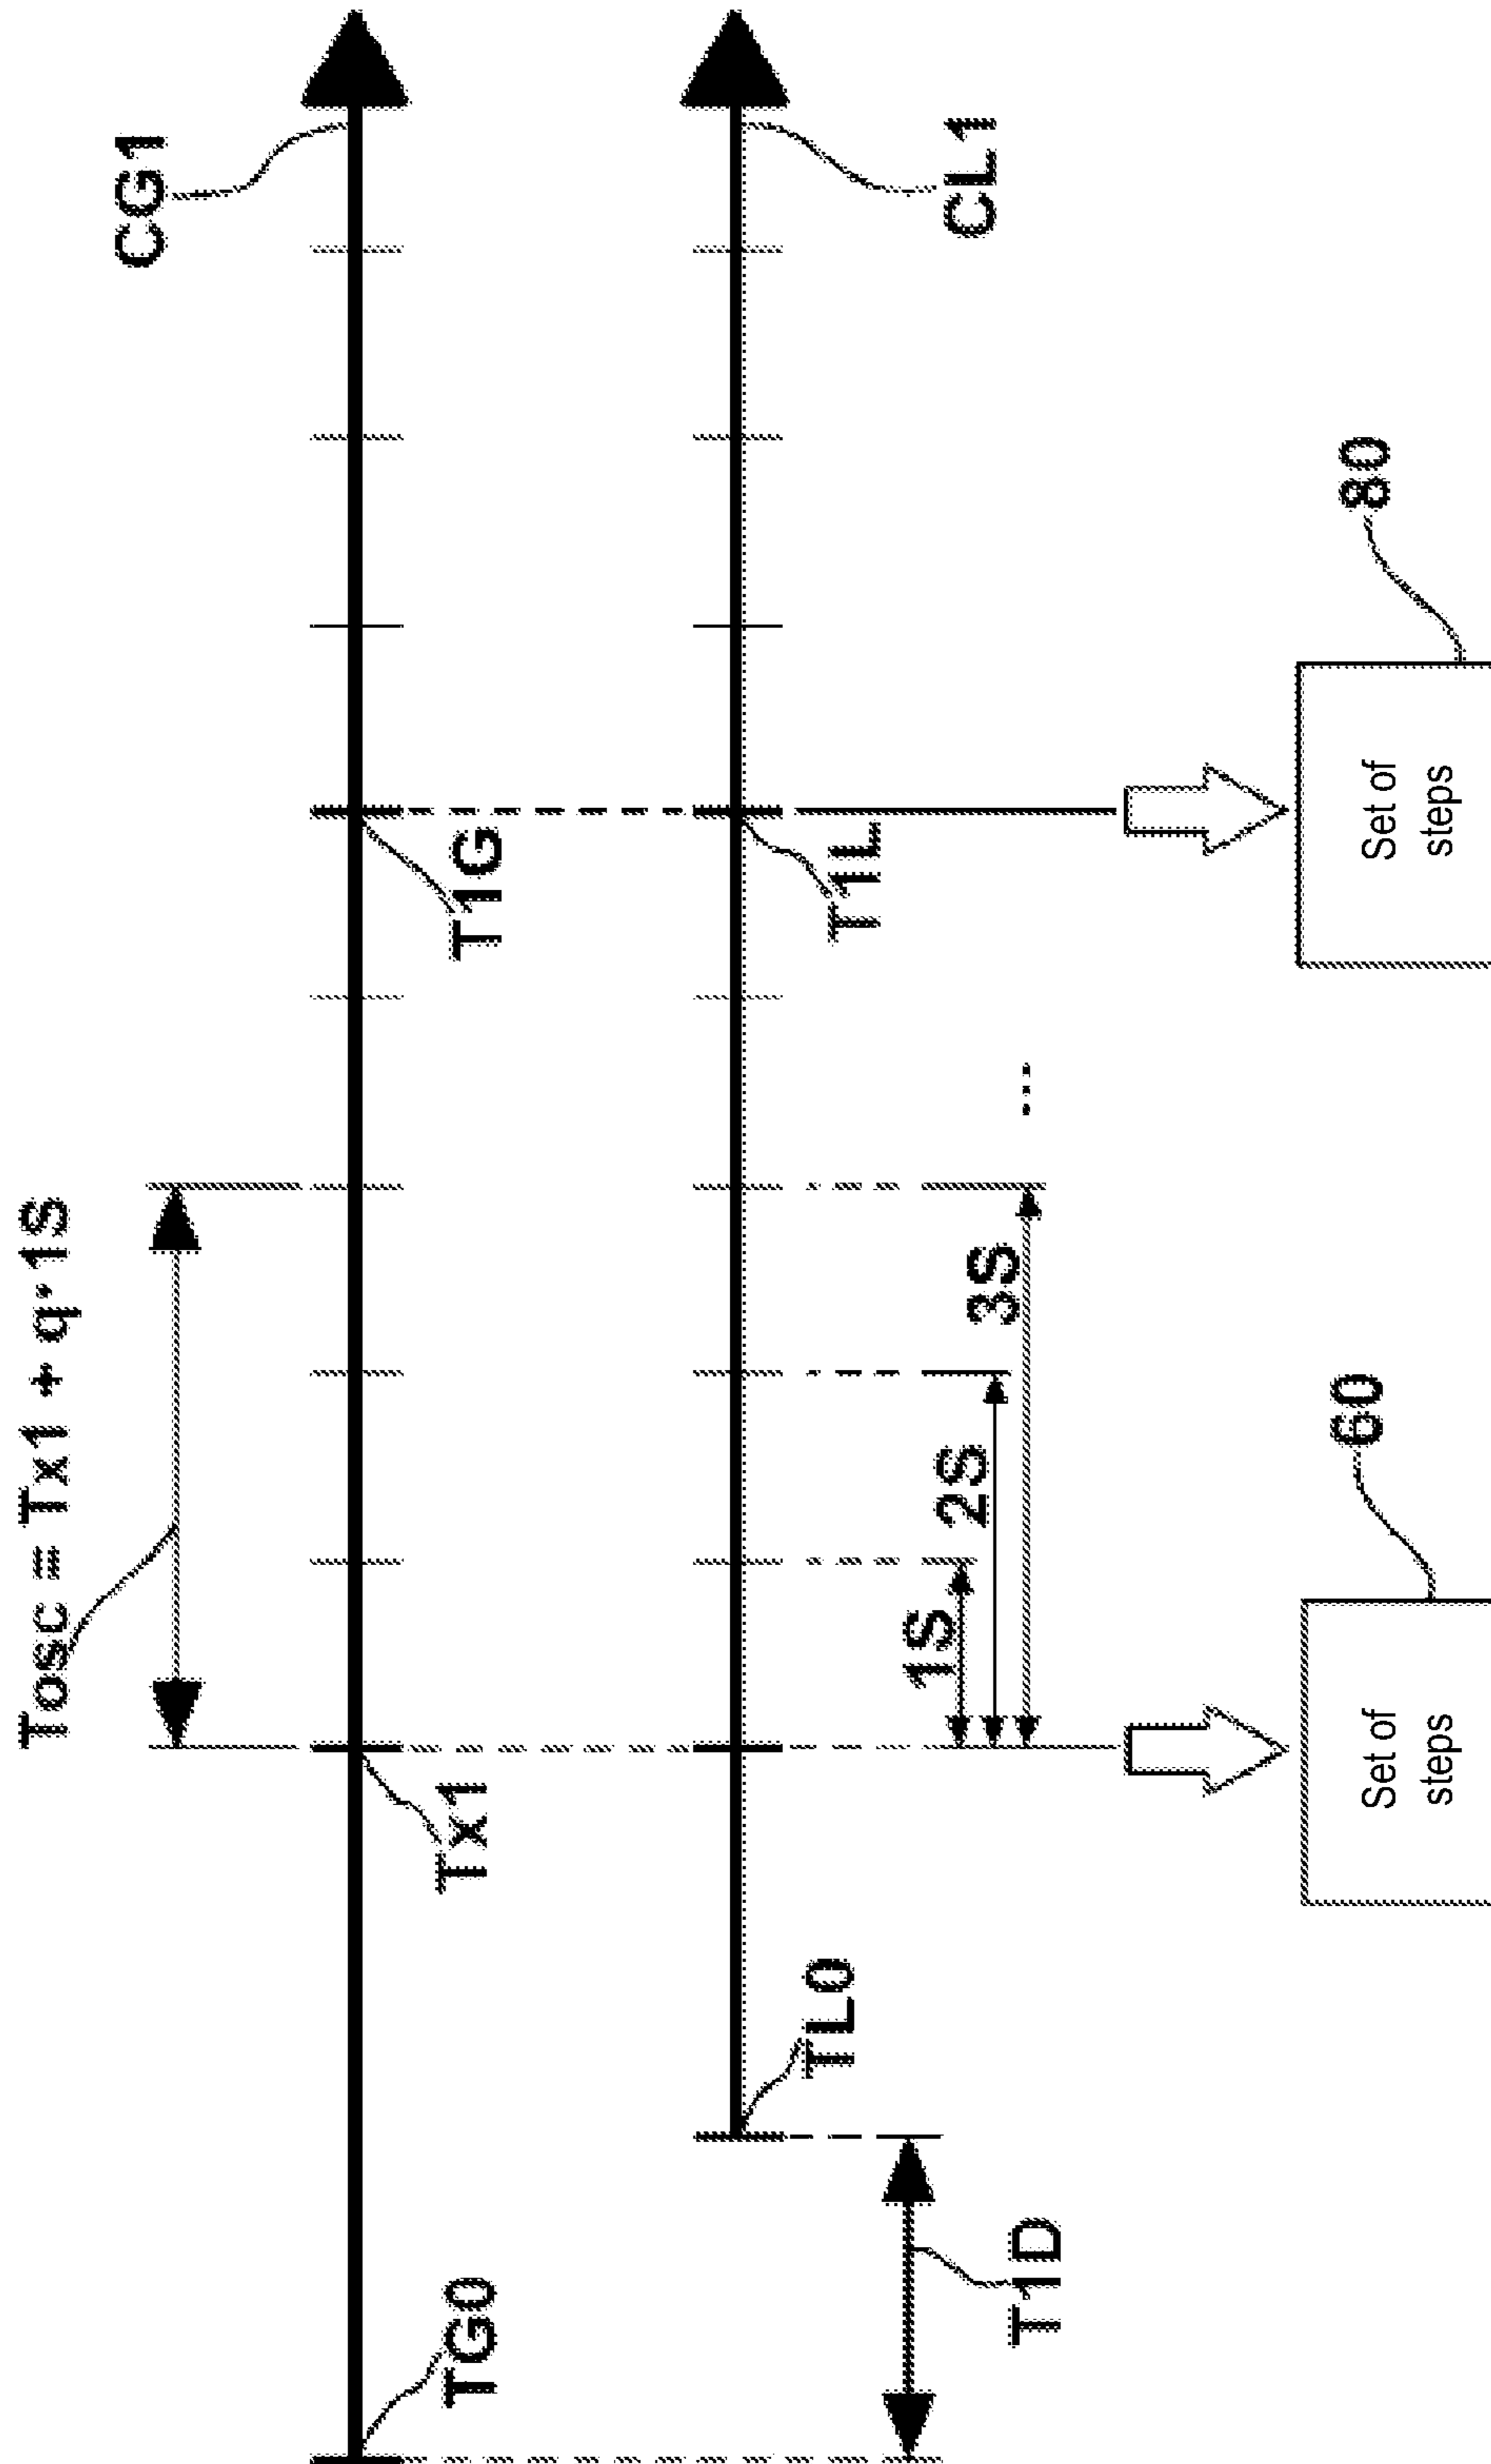 Tosc = Tx1 + q·1S
CG1
TG0
Tx1
T1G
CL1
TL0
T1L
T1D
1S
2S
3S
...
60
80
Set of
steps
Set of
steps